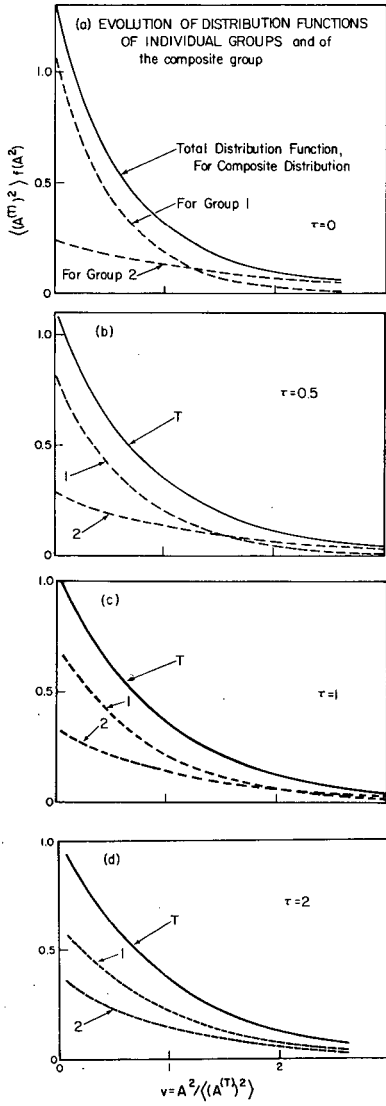 (a) EVOLUTION OF DISTRIBUTION FUNCTIONS
OF INDIVIDUAL GROUPS and of
the composite group
1.0
Total Distribution Function,
For Composite Distribution
0.5
For Group 1
τ=0
For Group 2
0
⟨(A^(T))^2⟩ f(A^2)
(b)
1.0
τ=0.5
T
0.5
1
2
0
1.0
(c)
T
0.5
1
τ=1
2
0
1.0
(d)
T
τ=2
0.5
1
2
0
0 1 2
v=A^2/⟨(A^(T))^2⟩